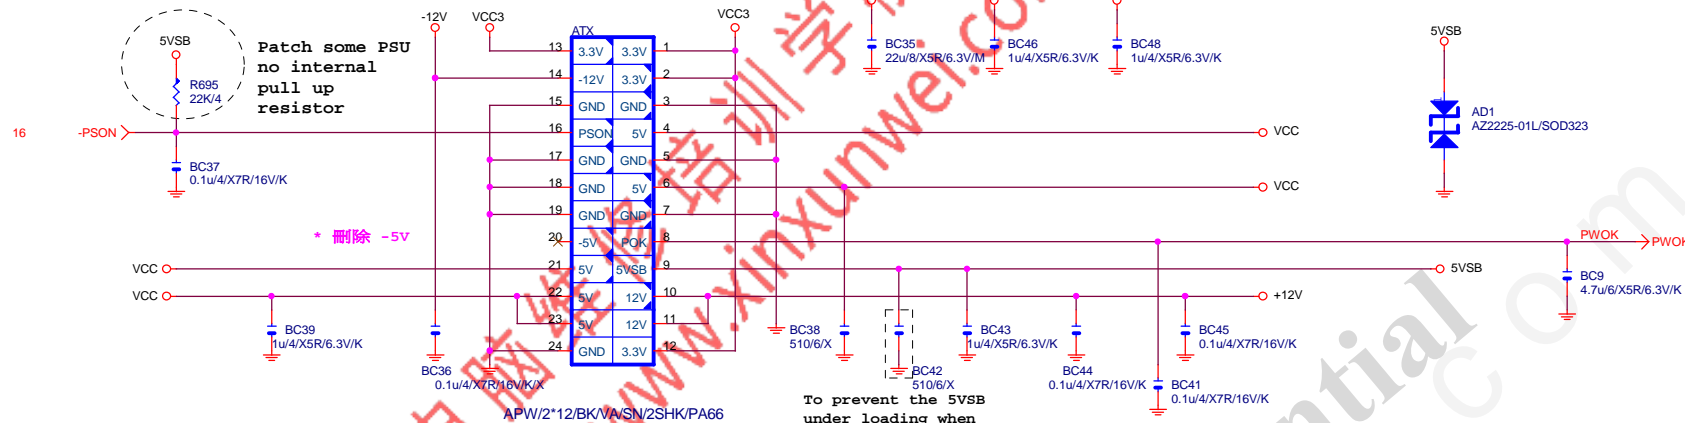 -12V
VCC3
VCC3
5VSB
Patch some PSU
no internal
pull up
resistor
R695
22K/4
16
-PSON
BC37
0.1u/4/X7R/16V/K
* 刪除 -5V
ATX
13 3.3V 3.3V 1
14 -12V 3.3V 2
15 GND GND 3
16 PSON 5V 4
17 GND GND 5
18 GND 5V 6
19 GND GND 7
20 -5V POK 8
21 5V 5VSB 9
22 5V 12V 10
23 5V 12V 11
24 GND 3.3V 12
APW/2*12/BK/VA/SN/2SHK/PA66
BC35
22u/8/X5R/6.3V/M
BC46
1u/4/X5R/6.3V/K
BC48
1u/4/X5R/6.3V/K
5VSB
AD1
AZ2225-01L/SOD323
VCC
VCC
PWOK
PWOK
5VSB
+12V
BC9
4.7u/6/X5R/6.3V/K
VCC
VCC
BC39
1u/4/X5R/6.3V/K
BC36
0.1u/4/X7R/16V/K/X
BC38
510/6/X
BC42
510/6/X
BC43
1u/4/X5R/6.3V/K
BC44
0.1u/4/X7R/16V/K
BC45
0.1u/4/X7R/16V/K
BC41
0.1u/4/X7R/16V/K
To prevent the 5VSB
under loading when
脑维修培训学
www.xinxunwei.co
ntial
com